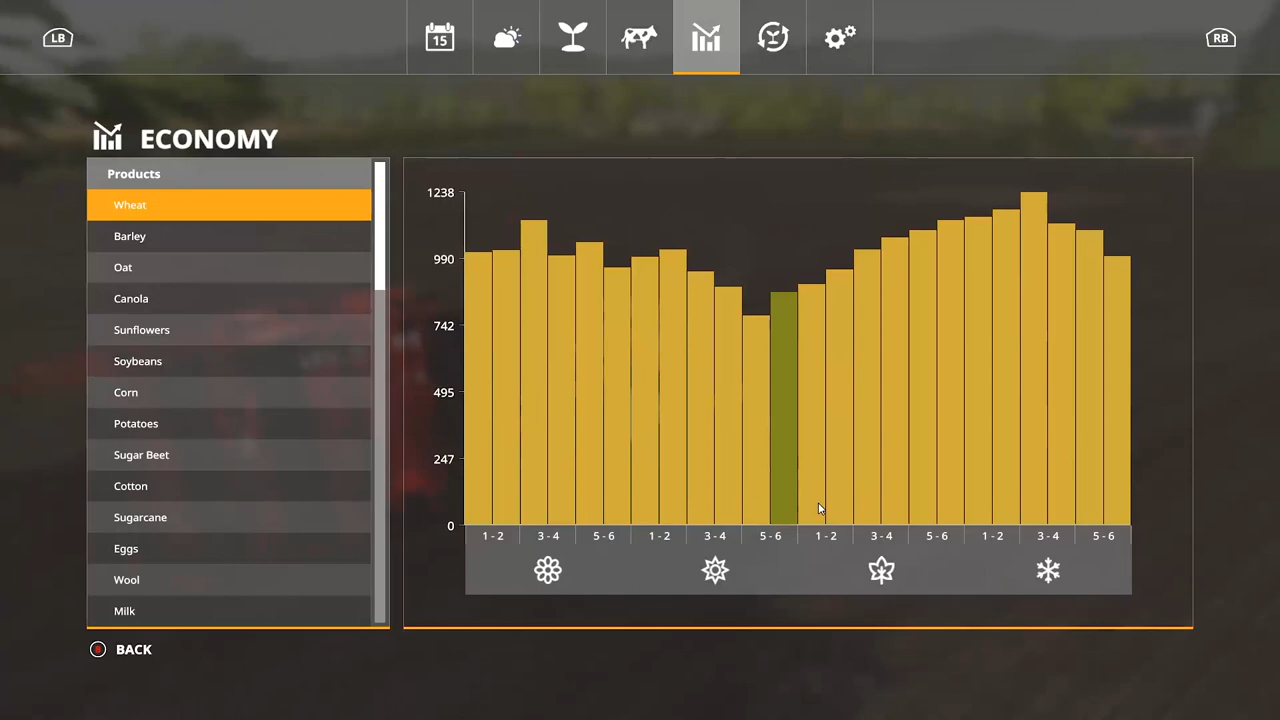 LB
15
RB
ECONOMY
Products
Wheat
Barley
Oat
Canola
Sunflowers
Soybeans
Corn
Potatoes
Sugar Beet
Cotton
Sugarcane
Eggs
Wool
Milk
1238
990
742
495
247
0
1 - 2 3 - 4 5 - 6 1 - 2 3 - 4 5 - 6 1 - 2 3 - 4 5 - 6 1 - 2 3 - 4 5 - 6
BACK